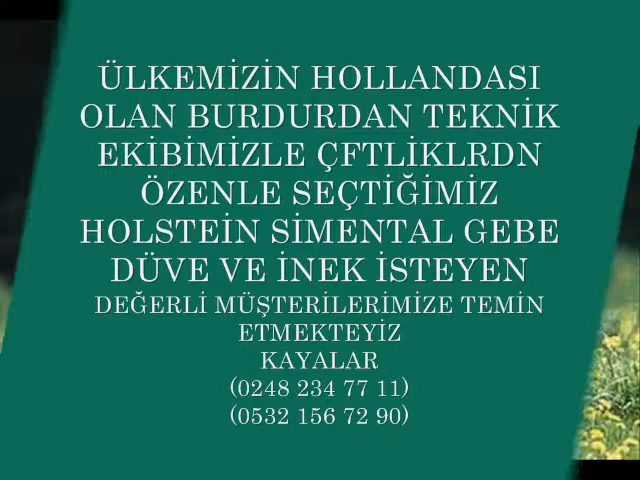 ÜLKEMİZİN HOLLANDASI
OLAN BURDURDAN TEKNİK
EKİBİMİZLE ÇFTLİKLRDN
ÖZENLE SEÇTİĞİMİZ
HOLSTEİN SİMENTAL GEBE
DÜVE VE İNEK İSTEYEN
DEĞERLİ MÜŞTERİLERİMİZE TEMİN
ETMEKTEYİZ
KAYALAR
(0248 234 77 11)
(0532 156 72 90)